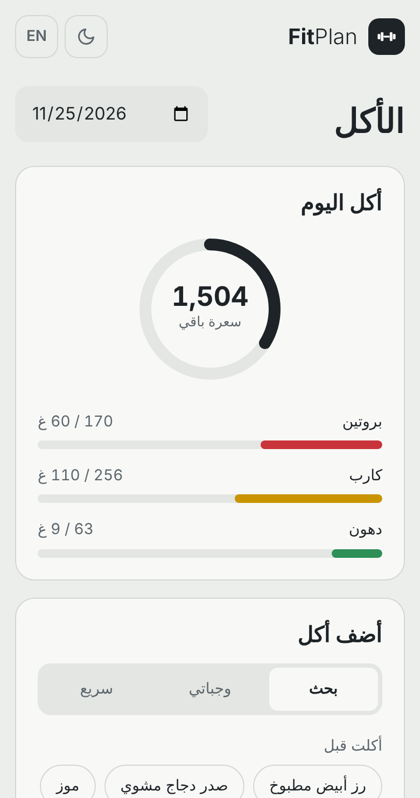 FitPlan
EN
الأكل
11/25/2026
أكل اليوم
1,504
سعرة باقي
بروتين
60 / 170 غ
كارب
110 / 256 غ
دهون
9 / 63 غ
أضف أكل
بحث
وجباتي
سريع
أكلت قبل
رز أبيض مطبوخ
صدر دجاج مشوي
موز